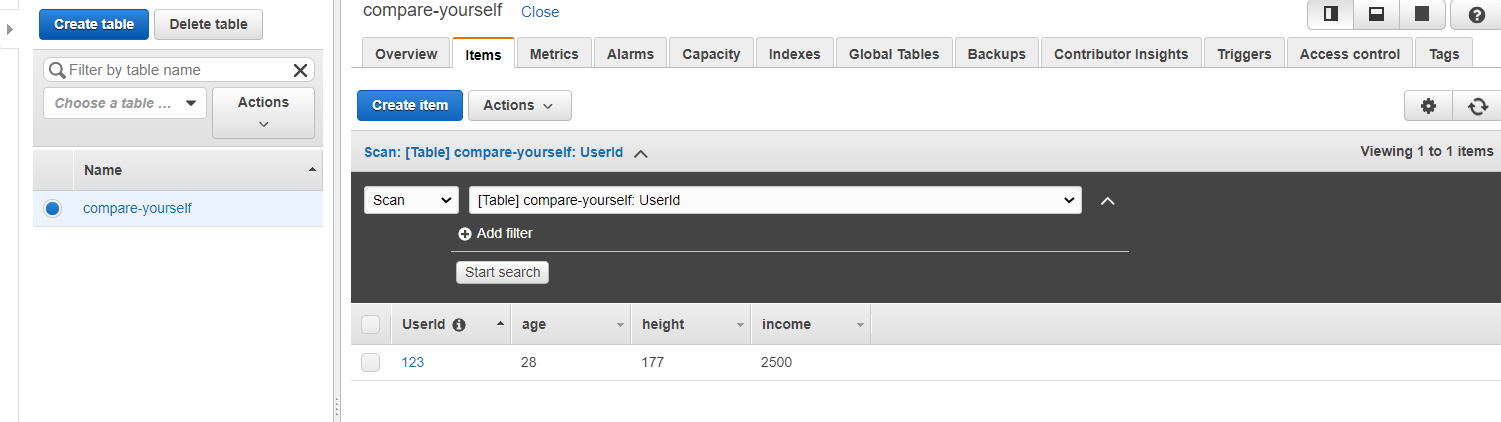 Create table Delete table
Filter by table name
Choose a table ... Actions
Name
compare-yourself
compare-yourself Close
Overview Items Metrics Alarms Capacity Indexes Global Tables Backups Contributor Insights Triggers Access control Tags
Create item Actions
Scan: [Table] compare-yourself: UserId Viewing 1 to 1 items
Scan [Table] compare-yourself: UserId
Add filter
Start search
UserId age height income
123 28 177 2500